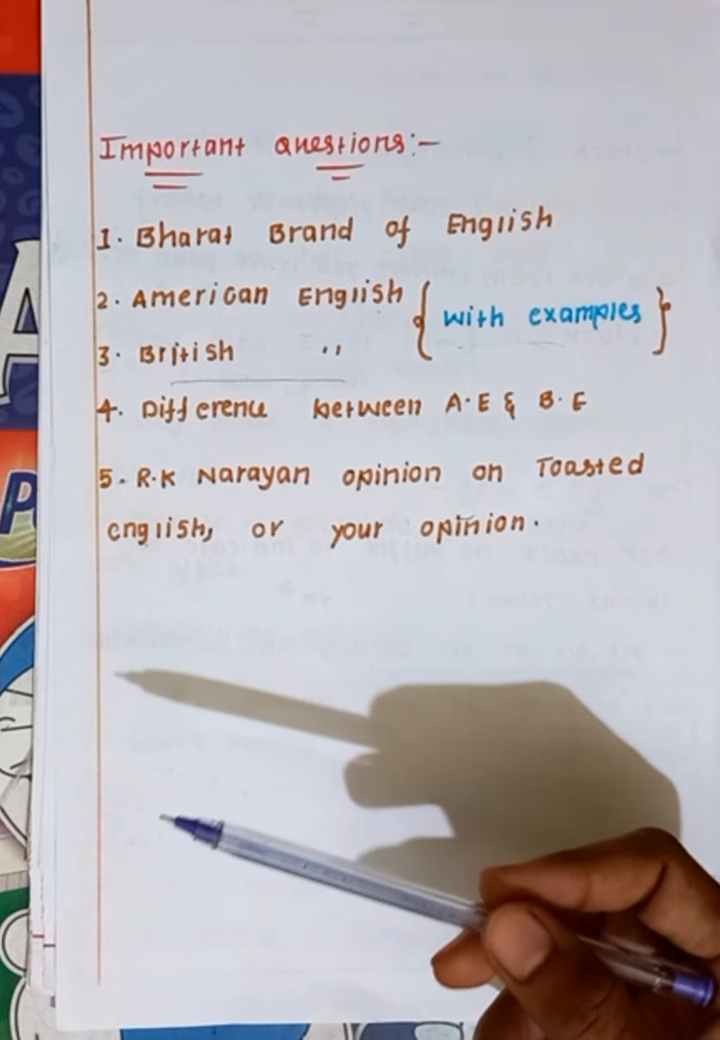 Important questions:-
1. Bharat Brand of English
2. American English { with examples }
3. British "
4. Difference between A.E & B.E
5. R.K Narayan opinion on Toasted
english, or your opinion.